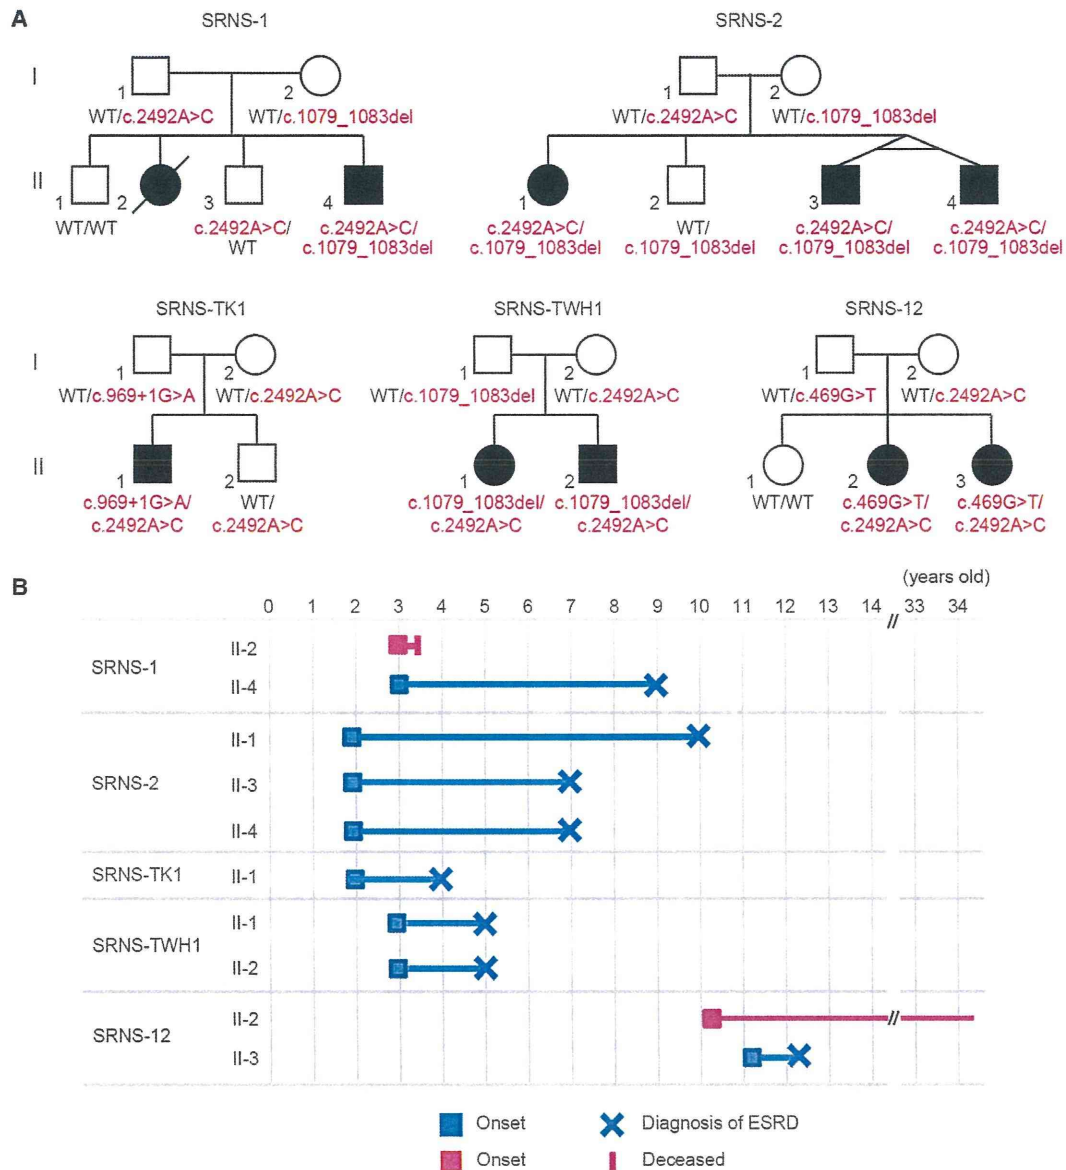 A
SRNS-1 SRNS-2
I
1 2 1 2
WT/c.2492A>C WT/c.1079_1083del WT/c.2492A>C WT/c.1079_1083del
II
1 2 3 4 1 2 3 4
WT/WT c.2492A>C/ c.2492A>C/ c.2492A>C/ WT/ c.2492A>C/ c.2492A>C/
WT c.1079_1083del c.1079_1083del c.1079_1083del c.1079_1083del c.1079_1083del
SRNS-TK1 SRNS-TWH1 SRNS-12
I
1 2 1 2 1 2
WT/c.969+1G>A WT/c.2492A>C WT/c.1079_1083del WT/c.2492A>C WT/c.469G>T WT/c.2492A>C
II
1 2 1 2 1 2 3
c.969+1G>A/ WT/ c.1079_1083del/ c.1079_1083del/ WT/WT c.469G>T/ c.469G>T/
c.2492A>C c.2492A>C c.2492A>C c.2492A>C c.2492A>C c.2492A>C
B
(years old)
0 1 2 3 4 5 6 7 8 9 10 11 12 13 14 // 33 34
SRNS-1
II-2
II-4
SRNS-2
II-1
II-3
II-4
SRNS-TK1 II-1
SRNS-TWH1
II-1
II-2
SRNS-12
II-2 //
II-3
Onset Diagnosis of ESRD
Onset Deceased